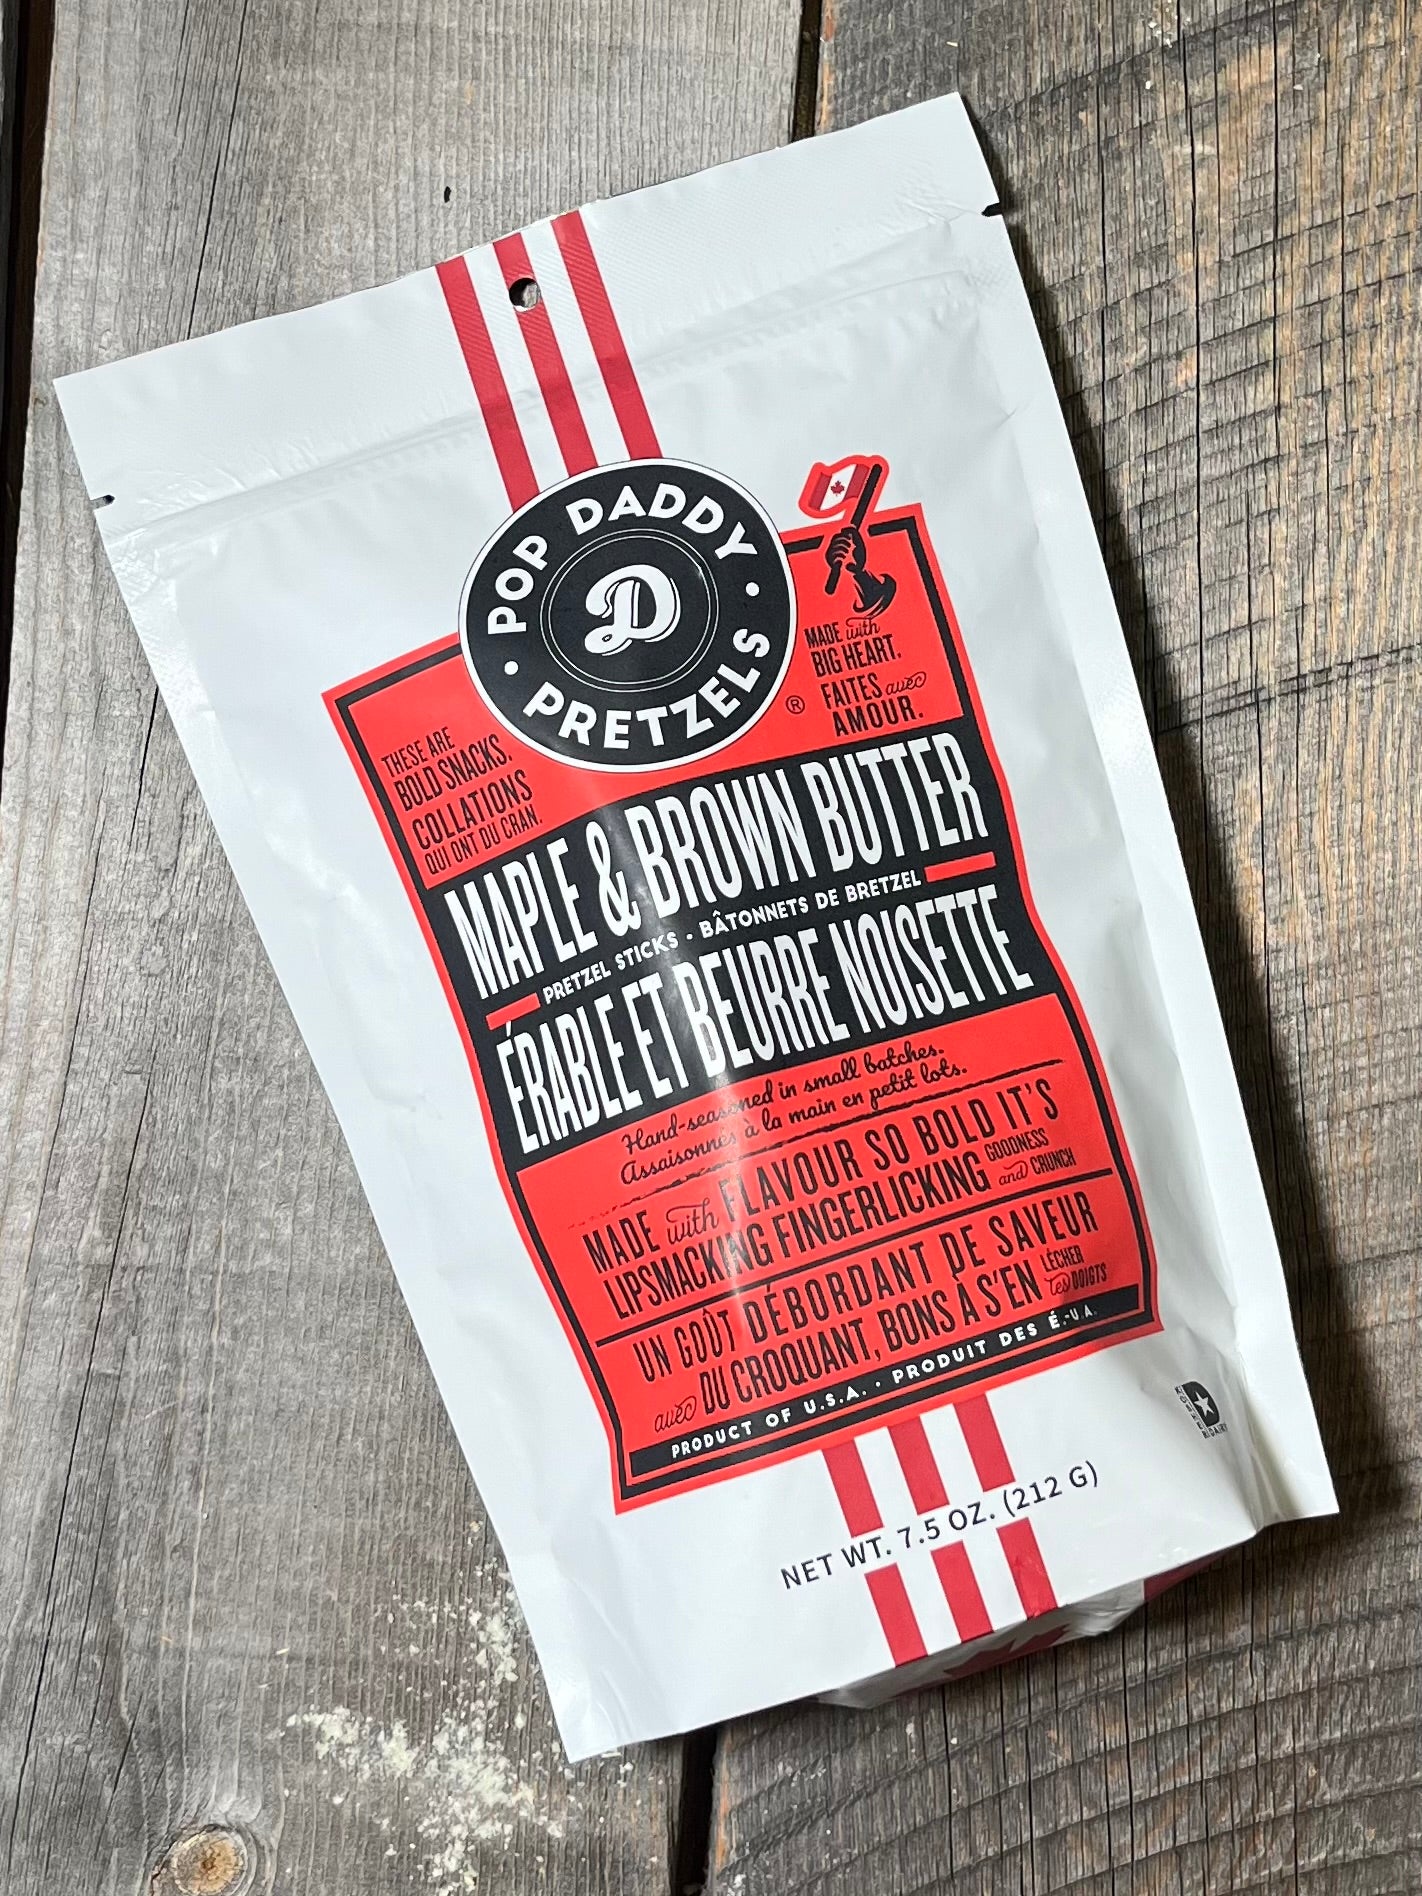 POP DADDY
D
PRETZELS
®
MADE with
BIG HEART.
FAITES avec
AMOUR.
THESE ARE
BOLD SNACKS.
COLLATIONS
QUI ONT DU CRAN.
MAPLE & BROWN BUTTER
PRETZEL STICKS • BÂTONNETS DE BRETZEL
ÉRABLE ET BEURRE NOISETTE
Hand-seasoned in small batches.
Assaisonnés à la main en petit lots.
MADE with FLAVOUR SO BOLD IT'S
LIPSMACKING FINGERLICKING GOODNESS and CRUNCH
UN GOÛT DÉBORDANT DE SAVEUR
avec DU CROQUANT, BONS À S'EN LÉCHER les DOIGTS
PRODUCT OF U.S.A. • PRODUIT DES É.-U.A.
D
KOSHER
DAIRY
NET WT. 7.5 OZ. (212 G)